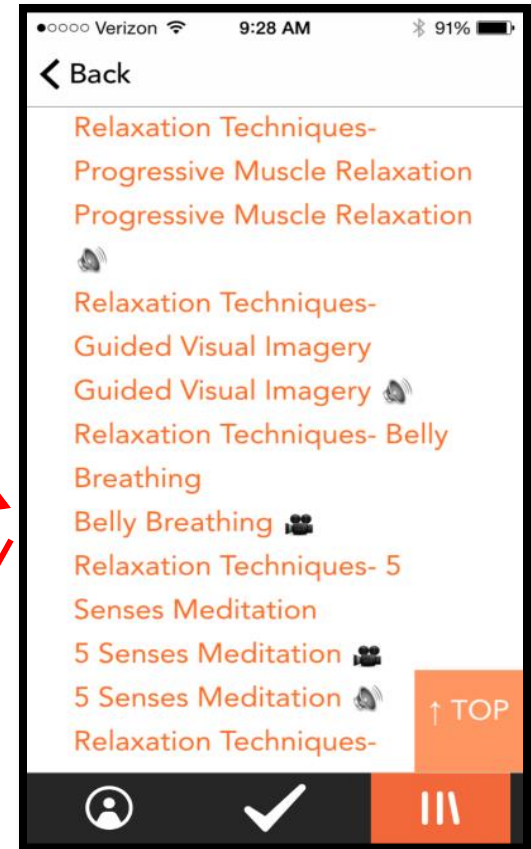 Verizon 9:28 AM 91%
Back
Relaxation Techniques-
Progressive Muscle Relaxation
Progressive Muscle Relaxation
Relaxation Techniques-
Guided Visual Imagery
Guided Visual Imagery
Relaxation Techniques- Belly
Breathing
Belly Breathing
Relaxation Techniques- 5
Senses Meditation
5 Senses Meditation
5 Senses Meditation
↑ TOP
Relaxation Techniques-